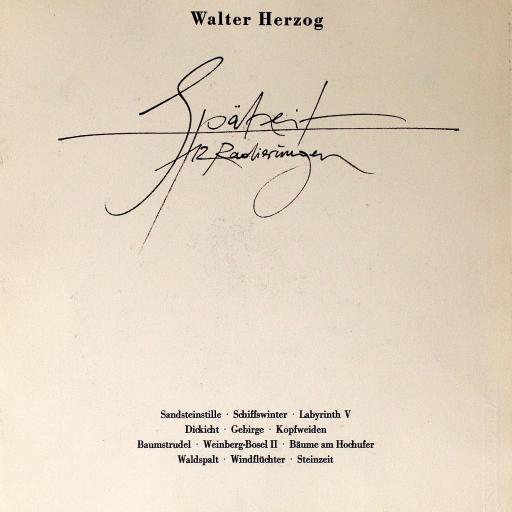 Walter Herzog
Spätzeit
12 Radierungen
Sandsteinstille · Schiffswinter · Labyrinth V
Dickicht · Gebirge · Kopfweiden
Baumstrudel · Weinberg-Bosel II · Bäume am Hochufer
Waldspalt · Windflüchter · Steinzeit